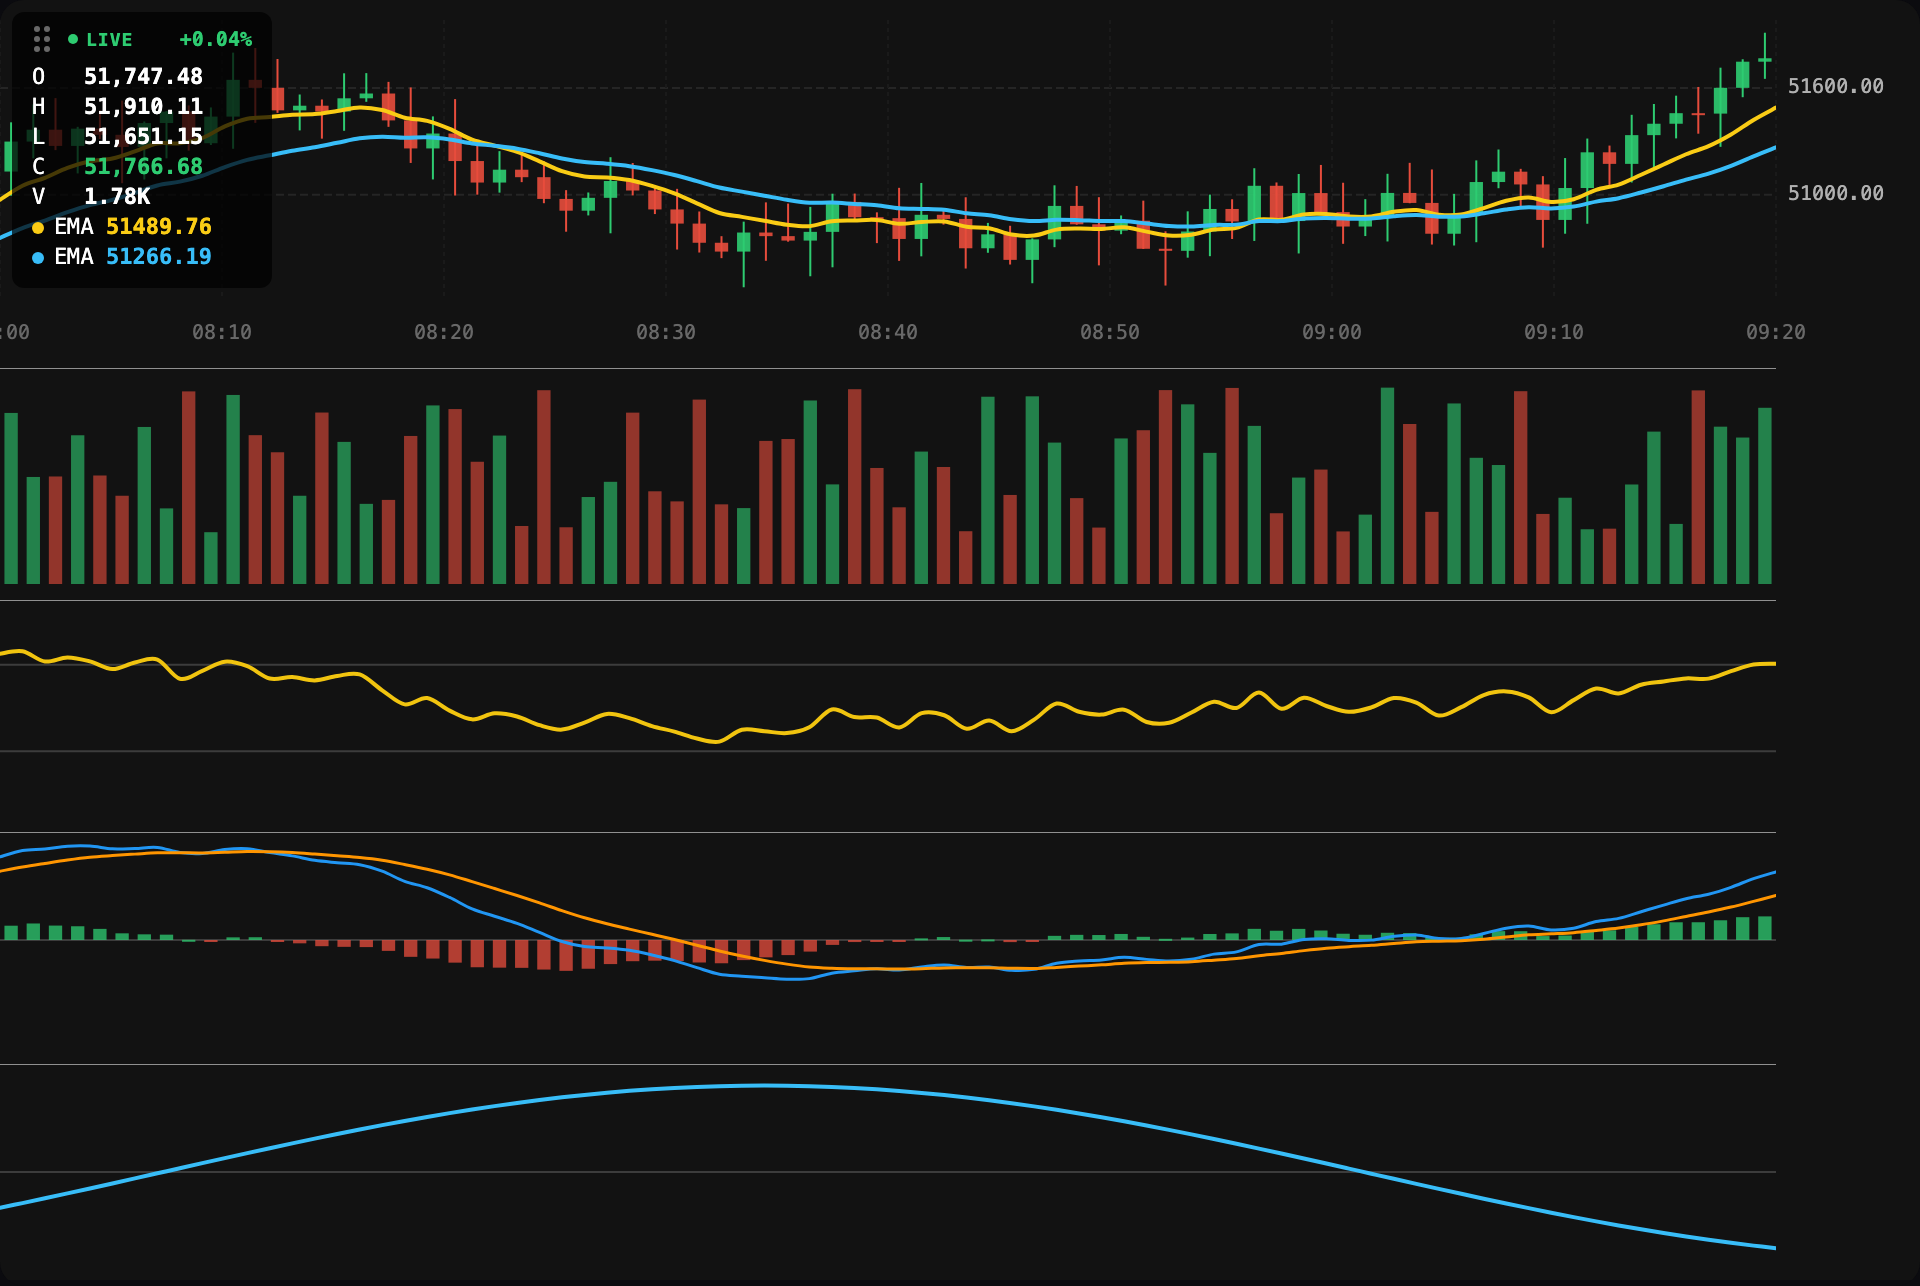 LIVE +0.04%
O 51,747.48
H 51,910.11
L 51,651.15
C 51,766.68
V 1.78K
EMA 51489.76
EMA 51266.19
51600.00
51000.00
:00 08:10 08:20 08:30 08:40 08:50 09:00 09:10 09:20